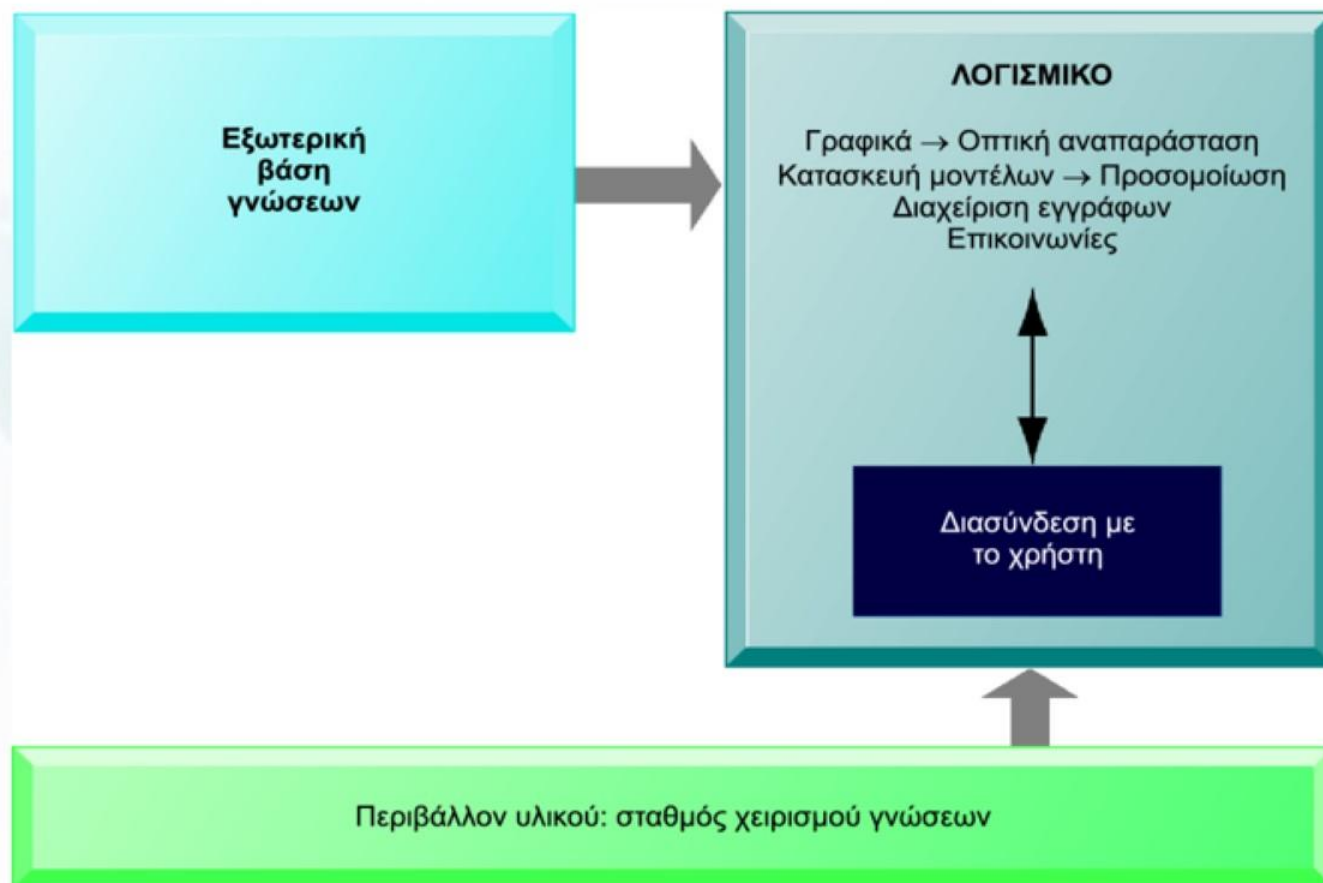 Εξωτερική
βάση
γνώσεων
ΛΟΓΙΣΜΙΚΟ
Γραφικά → Οπτική αναπαράσταση
Κατασκευή μοντέλων → Προσομοίωση
Διαχείριση εγγράφων
Επικοινωνίες
Διασύνδεση με
το χρήστη
Περιβάλλον υλικού: σταθμός χειρισμού γνώσεων